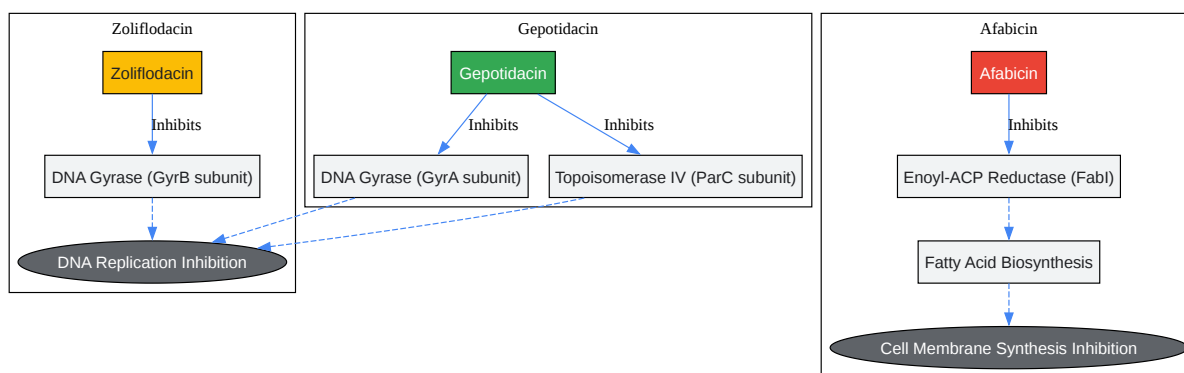 Zoliflodacin
Zoliflodacin
Inhibits
DNA Gyrase (GyrB subunit)
DNA Replication Inhibition
Gepotidacin
Gepotidacin
Inhibits
Inhibits
DNA Gyrase (GyrA subunit)
Topoisomerase IV (ParC subunit)
Afabicin
Afabicin
Inhibits
Enoyl-ACP Reductase (FabI)
Fatty Acid Biosynthesis
Cell Membrane Synthesis Inhibition